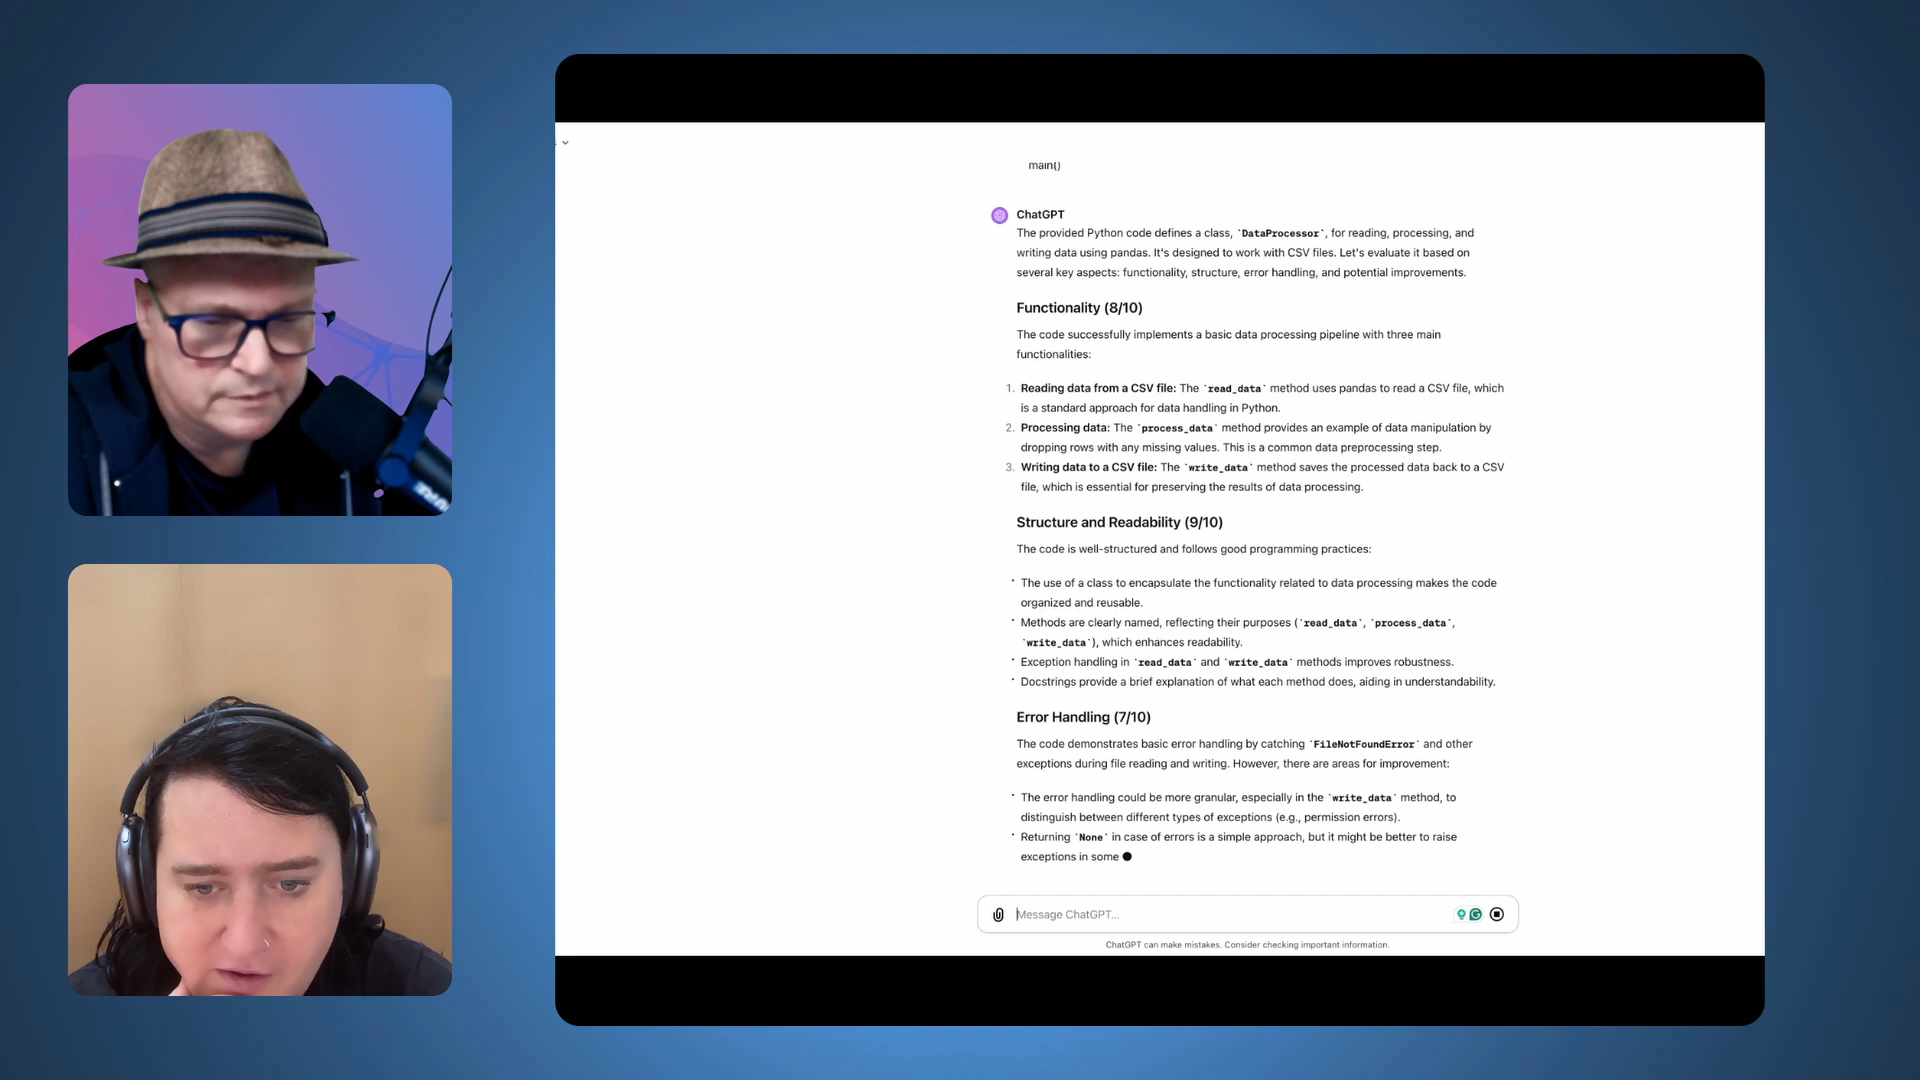 main()
ChatGPT
The provided Python code defines a class, `DataProcessor`, for reading, processing, and
writing data using pandas. It's designed to work with CSV files. Let's evaluate it based on
several key aspects: functionality, structure, error handling, and potential improvements.
Functionality (8/10)
The code successfully implements a basic data processing pipeline with three main
functionalities:
1. Reading data from a CSV file: The `read_data` method uses pandas to read a CSV file, which
is a standard approach for data handling in Python.
2. Processing data: The `process_data` method provides an example of data manipulation by
dropping rows with any missing values. This is a common data preprocessing step.
3. Writing data to a CSV file: The `write_data` method saves the processed data back to a CSV
file, which is essential for preserving the results of data processing.
Structure and Readability (9/10)
The code is well-structured and follows good programming practices:
· The use of a class to encapsulate the functionality related to data processing makes the code
organized and reusable.
· Methods are clearly named, reflecting their purposes (`read_data`, `process_data`,
`write_data`), which enhances readability.
· Exception handling in `read_data` and `write_data` methods improves robustness.
· Docstrings provide a brief explanation of what each method does, aiding in understandability.
Error Handling (7/10)
The code demonstrates basic error handling by catching `FileNotFoundError` and other
exceptions during file reading and writing. However, there are areas for improvement:
· The error handling could be more granular, especially in the `write_data` method, to
distinguish between different types of exceptions (e.g., permission errors).
· Returning `None` in case of errors is a simple approach, but it might be better to raise
exceptions in some
Message ChatGPT...
ChatGPT can make mistakes. Consider checking important information.